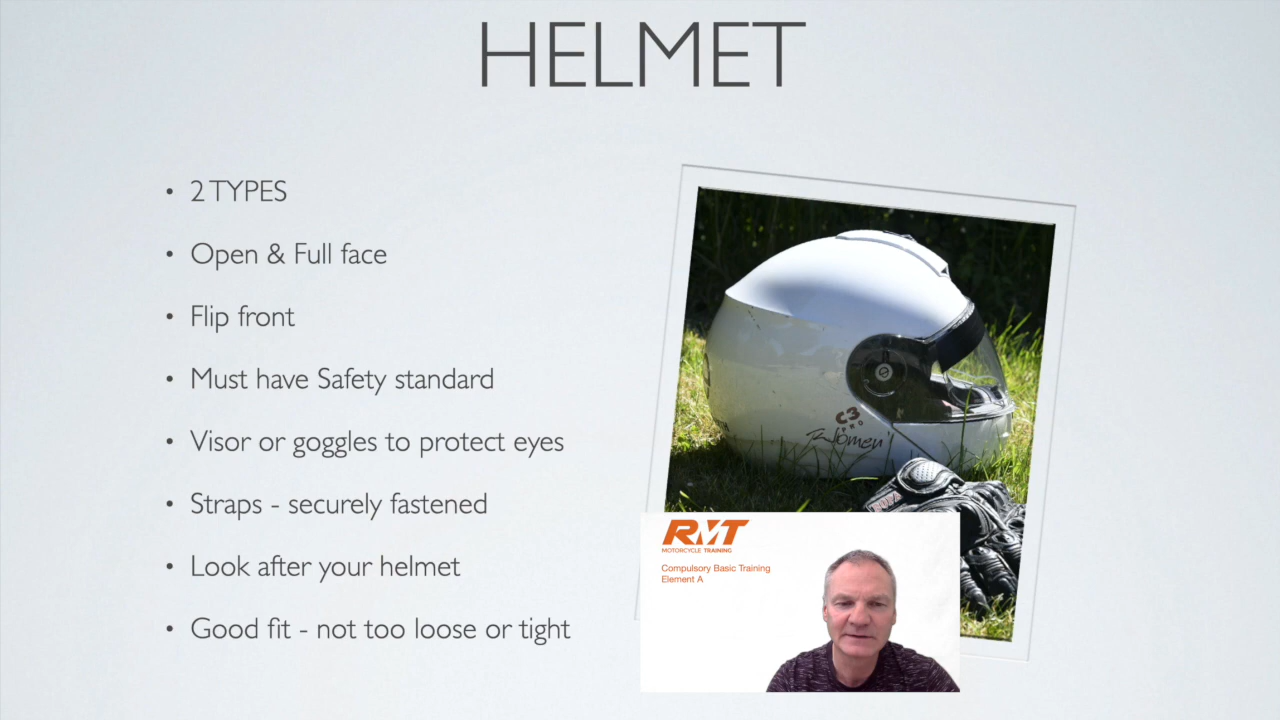 HELMET
• 2 TYPES
• Open & Full face
• Flip front
• Must have Safety standard
• Visor or goggles to protect eyes
• Straps - securely fastened
• Look after your helmet
• Good fit - not too loose or tight
C3
PRO
Women'
RMT
MOTORCYCLE TRAINING
Compulsory Basic Training
Element A